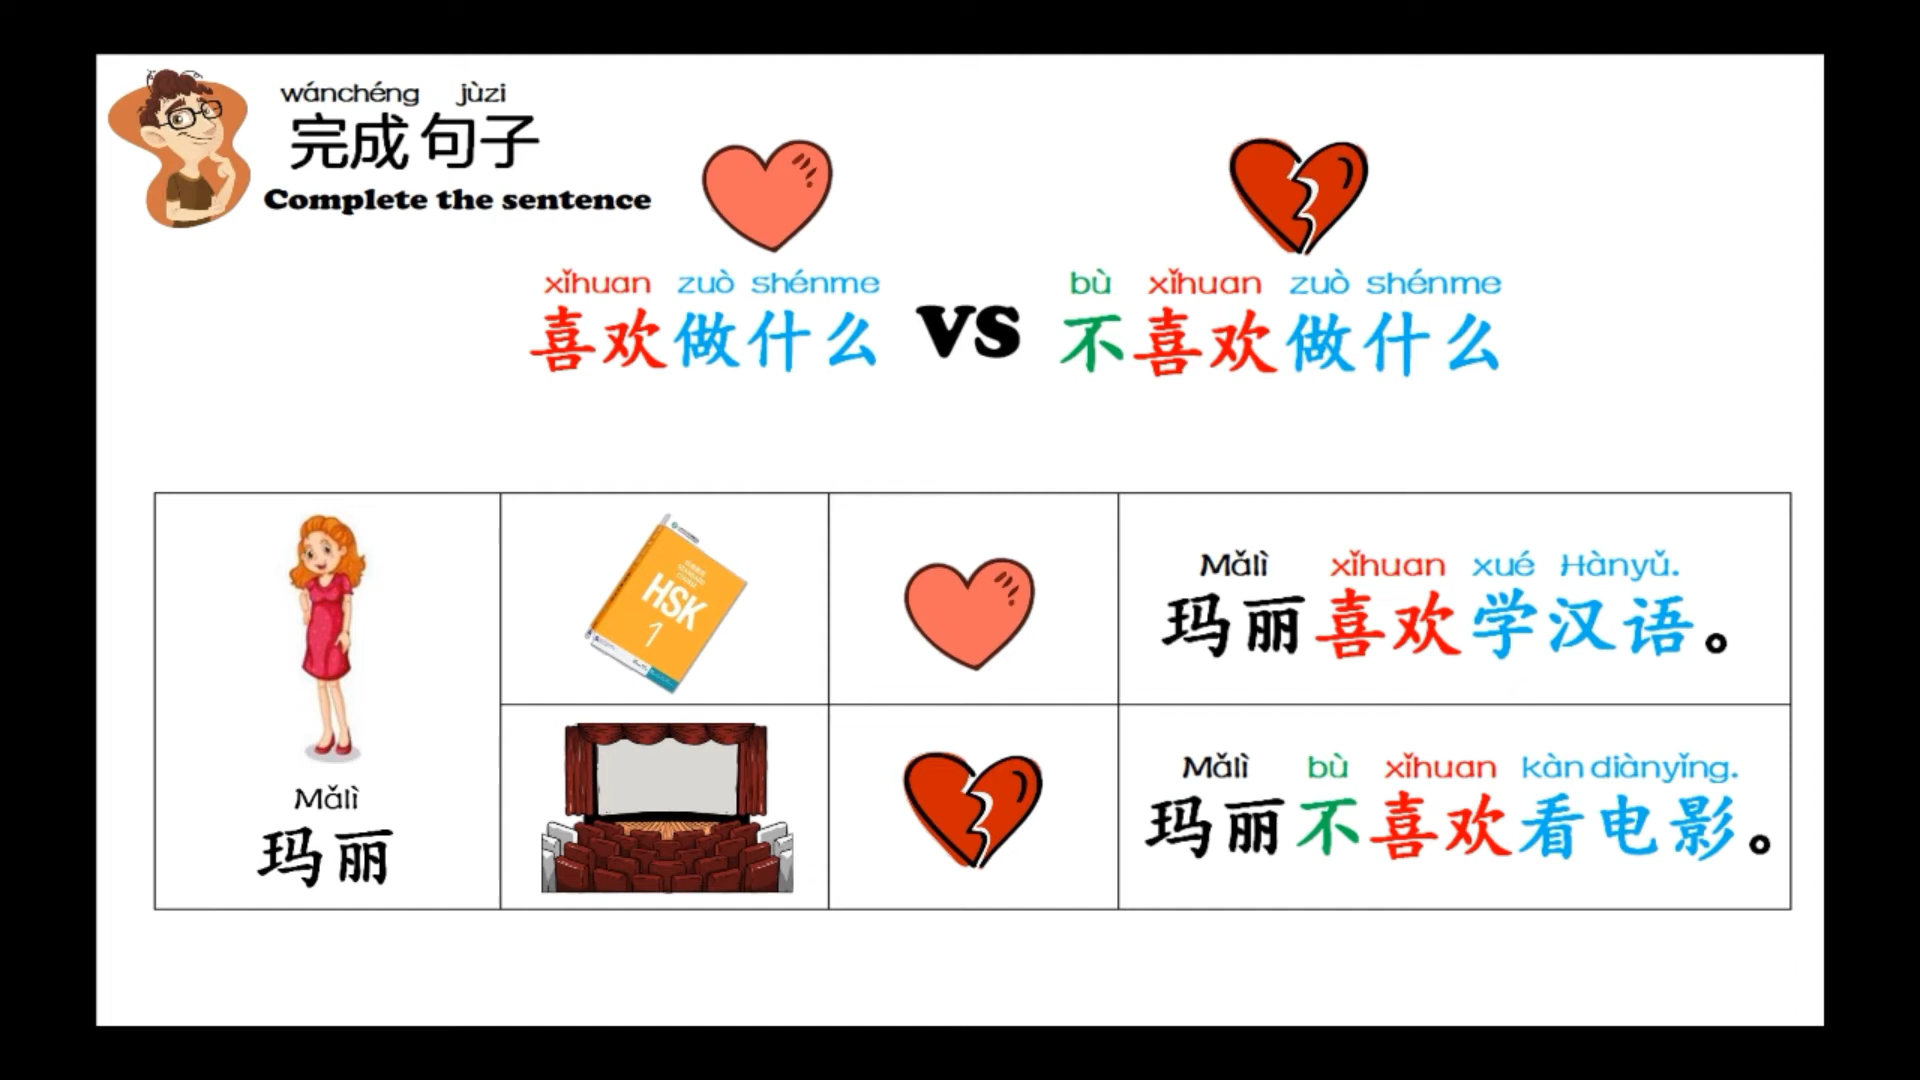 wánchéng jùzi
完成句子
Complete the sentence
xǐhuan zuò shénme
喜欢做什么
vs
bù xǐhuan zuò shénme
不喜欢做什么
Mǎlì
玛丽
STANDARD
COURSE
HSK
1
Mǎlì xǐhuan xué Hànyǔ.
玛丽喜欢学汉语。
Mǎlì bù xǐhuan kàn diànyǐng.
玛丽不喜欢看电影。